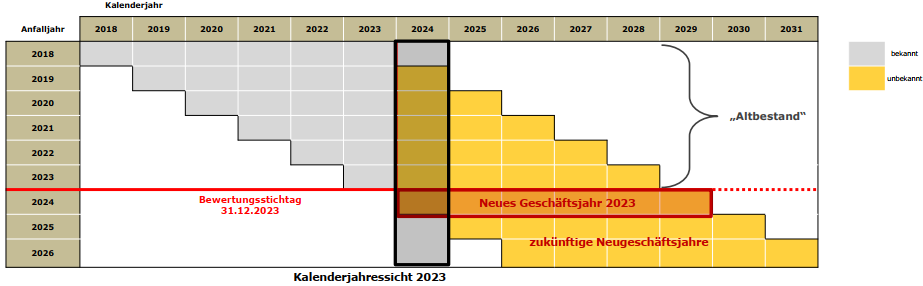 Kalenderjahr
Anfalljahr 2018 2019 2020 2021 2022 2023 2024 2025 2026 2027 2028 2029 2030 2031
2018
2019
2020
2021
2022
2023
2024
2025
2026
bekannt
unbekannt
„Altbestand“
Bewertungsstichtag
31.12.2023
Neues Geschäftsjahr 2023
zukünftige Neugeschäftsjahre
Kalenderjahressicht 2023